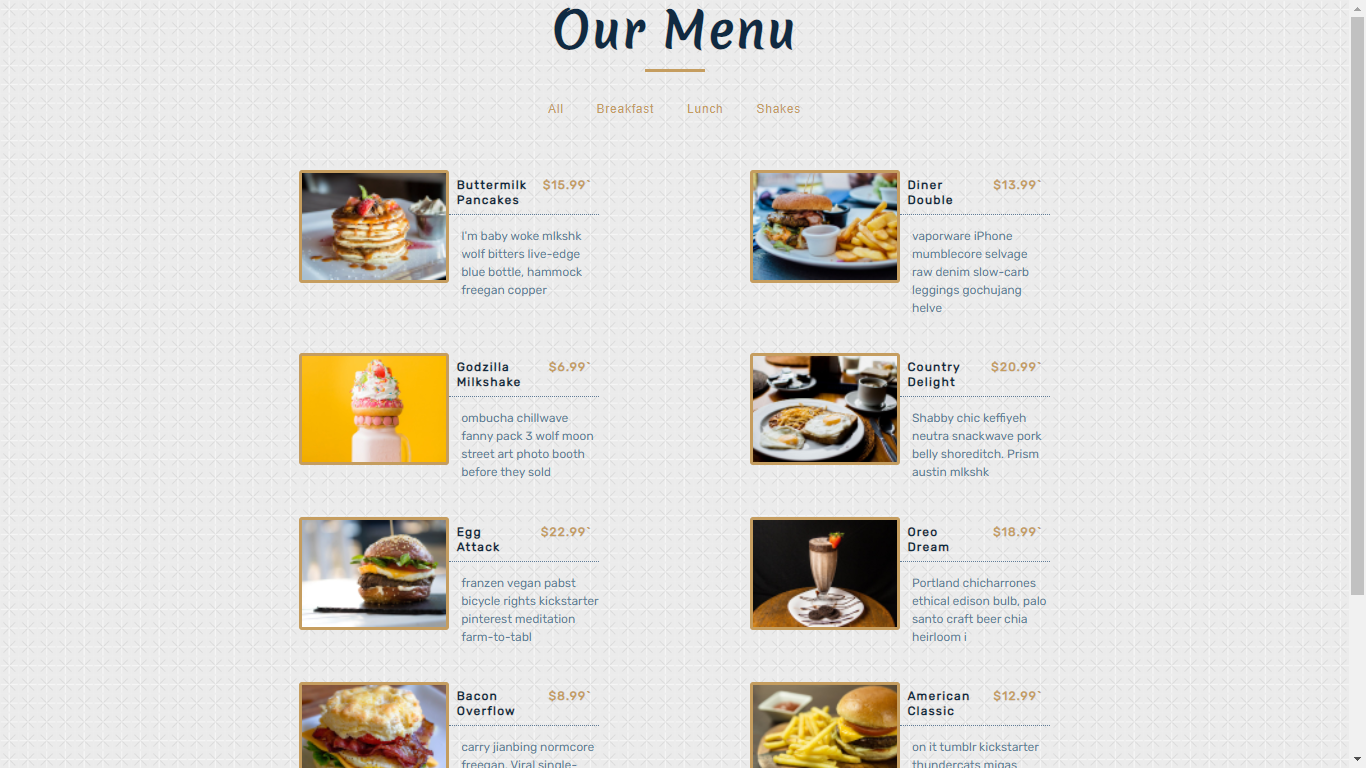 Our Menu
All Breakfast Lunch Shakes
Buttermilk $15.99`
Pancakes
I'm baby woke mlkshk
wolf bitters live-edge
blue bottle, hammock
freegan copper
Diner $13.99`
Double
vaporware iPhone
mumblecore selvage
raw denim slow-carb
leggings gochujang
helve
Godzilla $6.99`
Milkshake
ombucha chillwave
fanny pack 3 wolf moon
street art photo booth
before they sold
Country $20.99`
Delight
Shabby chic keffiyeh
neutra snackwave pork
belly shoreditch. Prism
austin mlkshk
Egg $22.99`
Attack
franzen vegan pabst
bicycle rights kickstarter
pinterest meditation
farm-to-tabl
Oreo $18.99`
Dream
Portland chicharrones
ethical edison bulb, palo
santo craft beer chia
heirloom i
Bacon $8.99`
Overflow
carry jianbing normcore
freegan. Viral single-
American $12.99`
Classic
on it tumblr kickstarter
thundercats migas